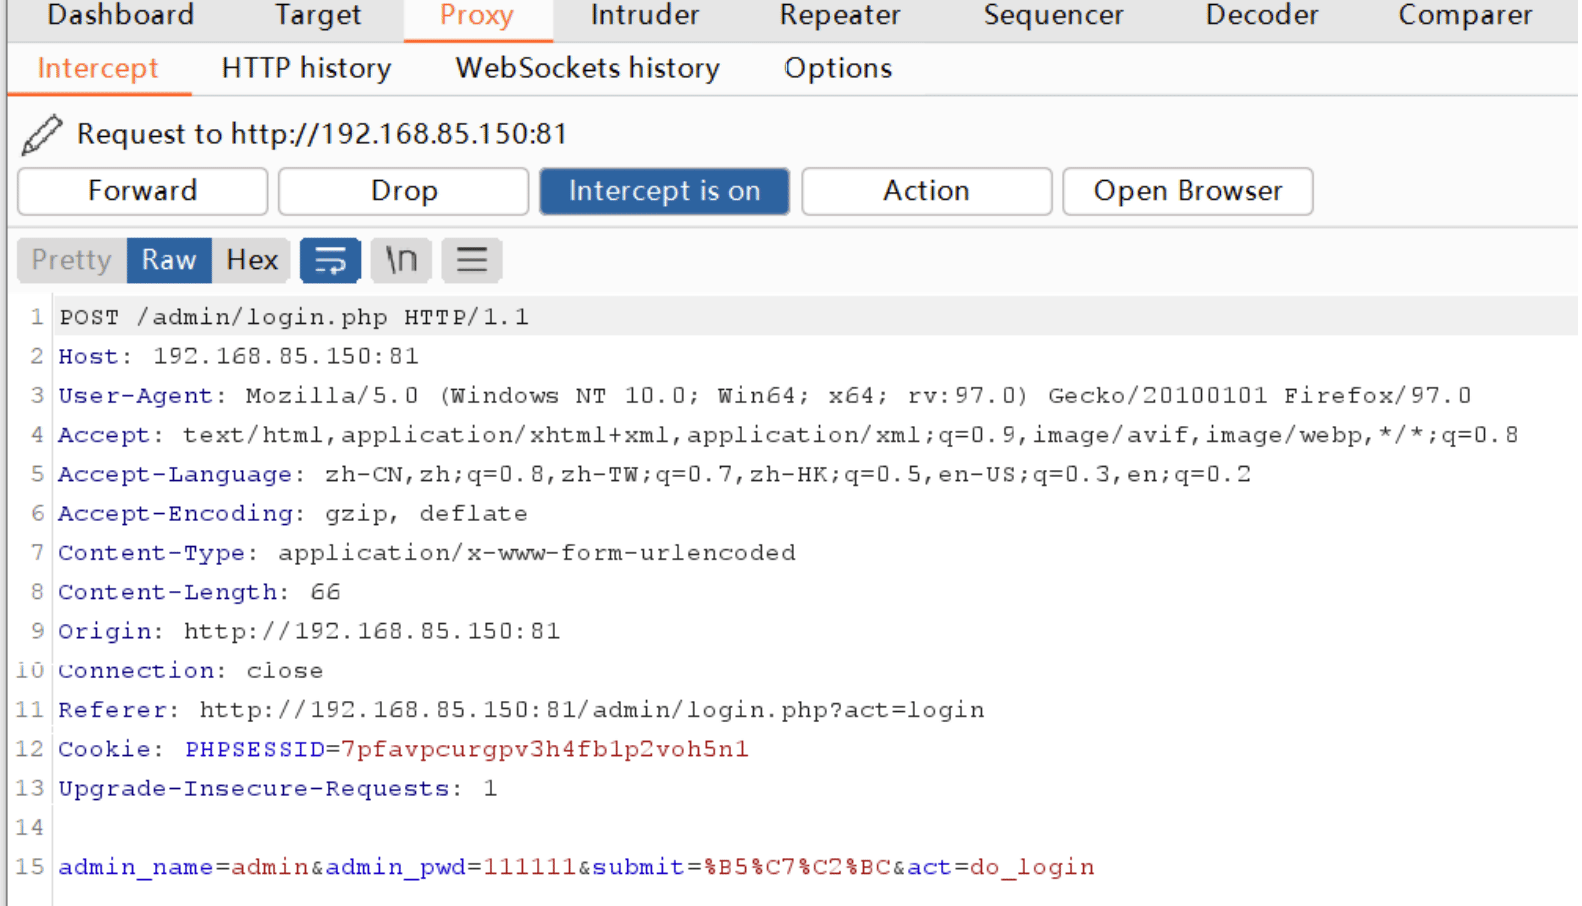 Dashboard Target Proxy Intruder Repeater Sequencer Decoder Comparer
Intercept HTTP history WebSockets history Options
Request to http://192.168.85.150:81
Forward Drop Intercept is on Action Open Browser
Pretty Raw Hex \n
1 POST /admin/login.php HTTP/1.1
2 Host: 192.168.85.150:81
3 User-Agent: Mozilla/5.0 (Windows NT 10.0; Win64; x64; rv:97.0) Gecko/20100101 Firefox/97.0
4 Accept: text/html,application/xhtml+xml,application/xml;q=0.9,image/avif,image/webp,*/*;q=0.8
5 Accept-Language: zh-CN,zh;q=0.8,zh-TW;q=0.7,zh-HK;q=0.5,en-US;q=0.3,en;q=0.2
6 Accept-Encoding: gzip, deflate
7 Content-Type: application/x-www-form-urlencoded
8 Content-Length: 66
9 Origin: http://192.168.85.150:81
10 Connection: close
11 Referer: http://192.168.85.150:81/admin/login.php?act=login
12 Cookie: PHPSESSID=7pfavpcurgpv3h4fb1p2voh5n1
13 Upgrade-Insecure-Requests: 1
14
15 admin_name=admin&admin_pwd=111111&submit=%B5%C7%C2%BC&act=do_login